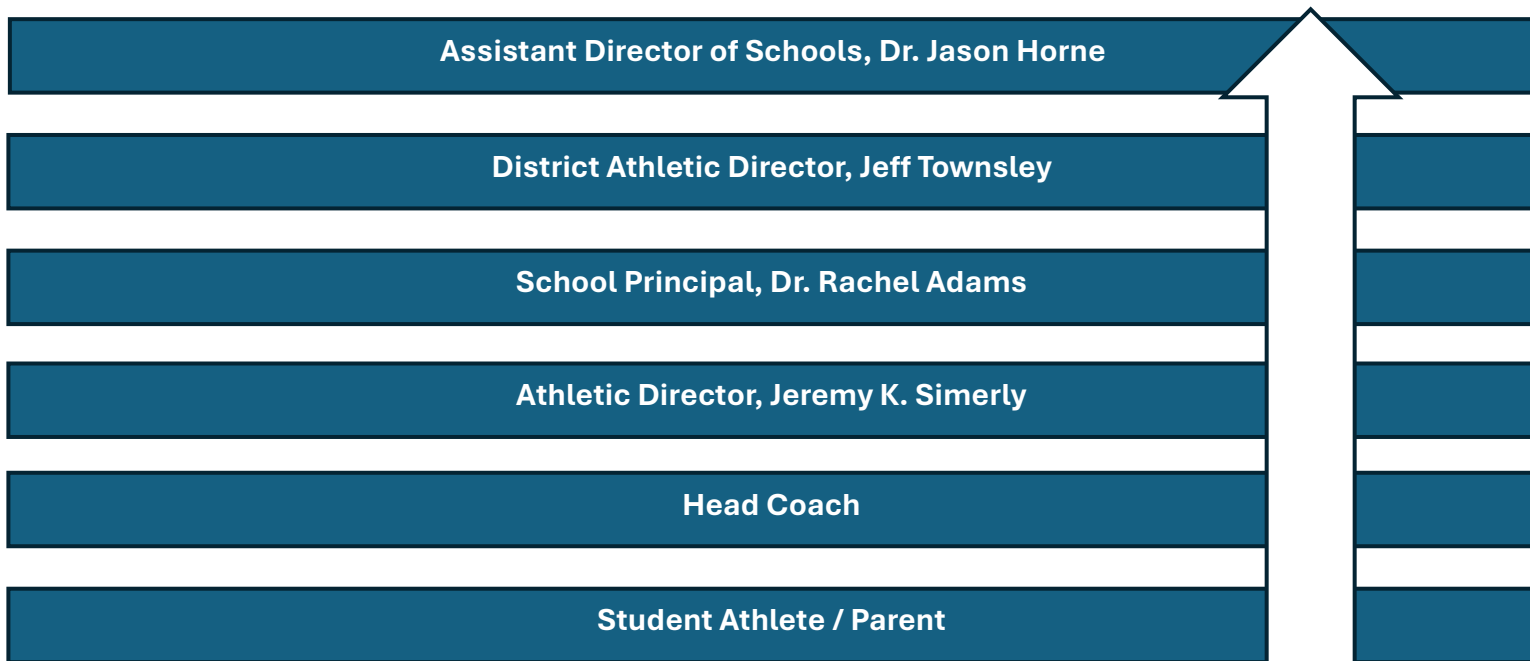 Assistant Director of Schools, Dr. Jason Horne
District Athletic Director, Jeff Townsley
School Principal, Dr. Rachel Adams
Athletic Director, Jeremy K. Simerly
Head Coach
Student Athlete / Parent